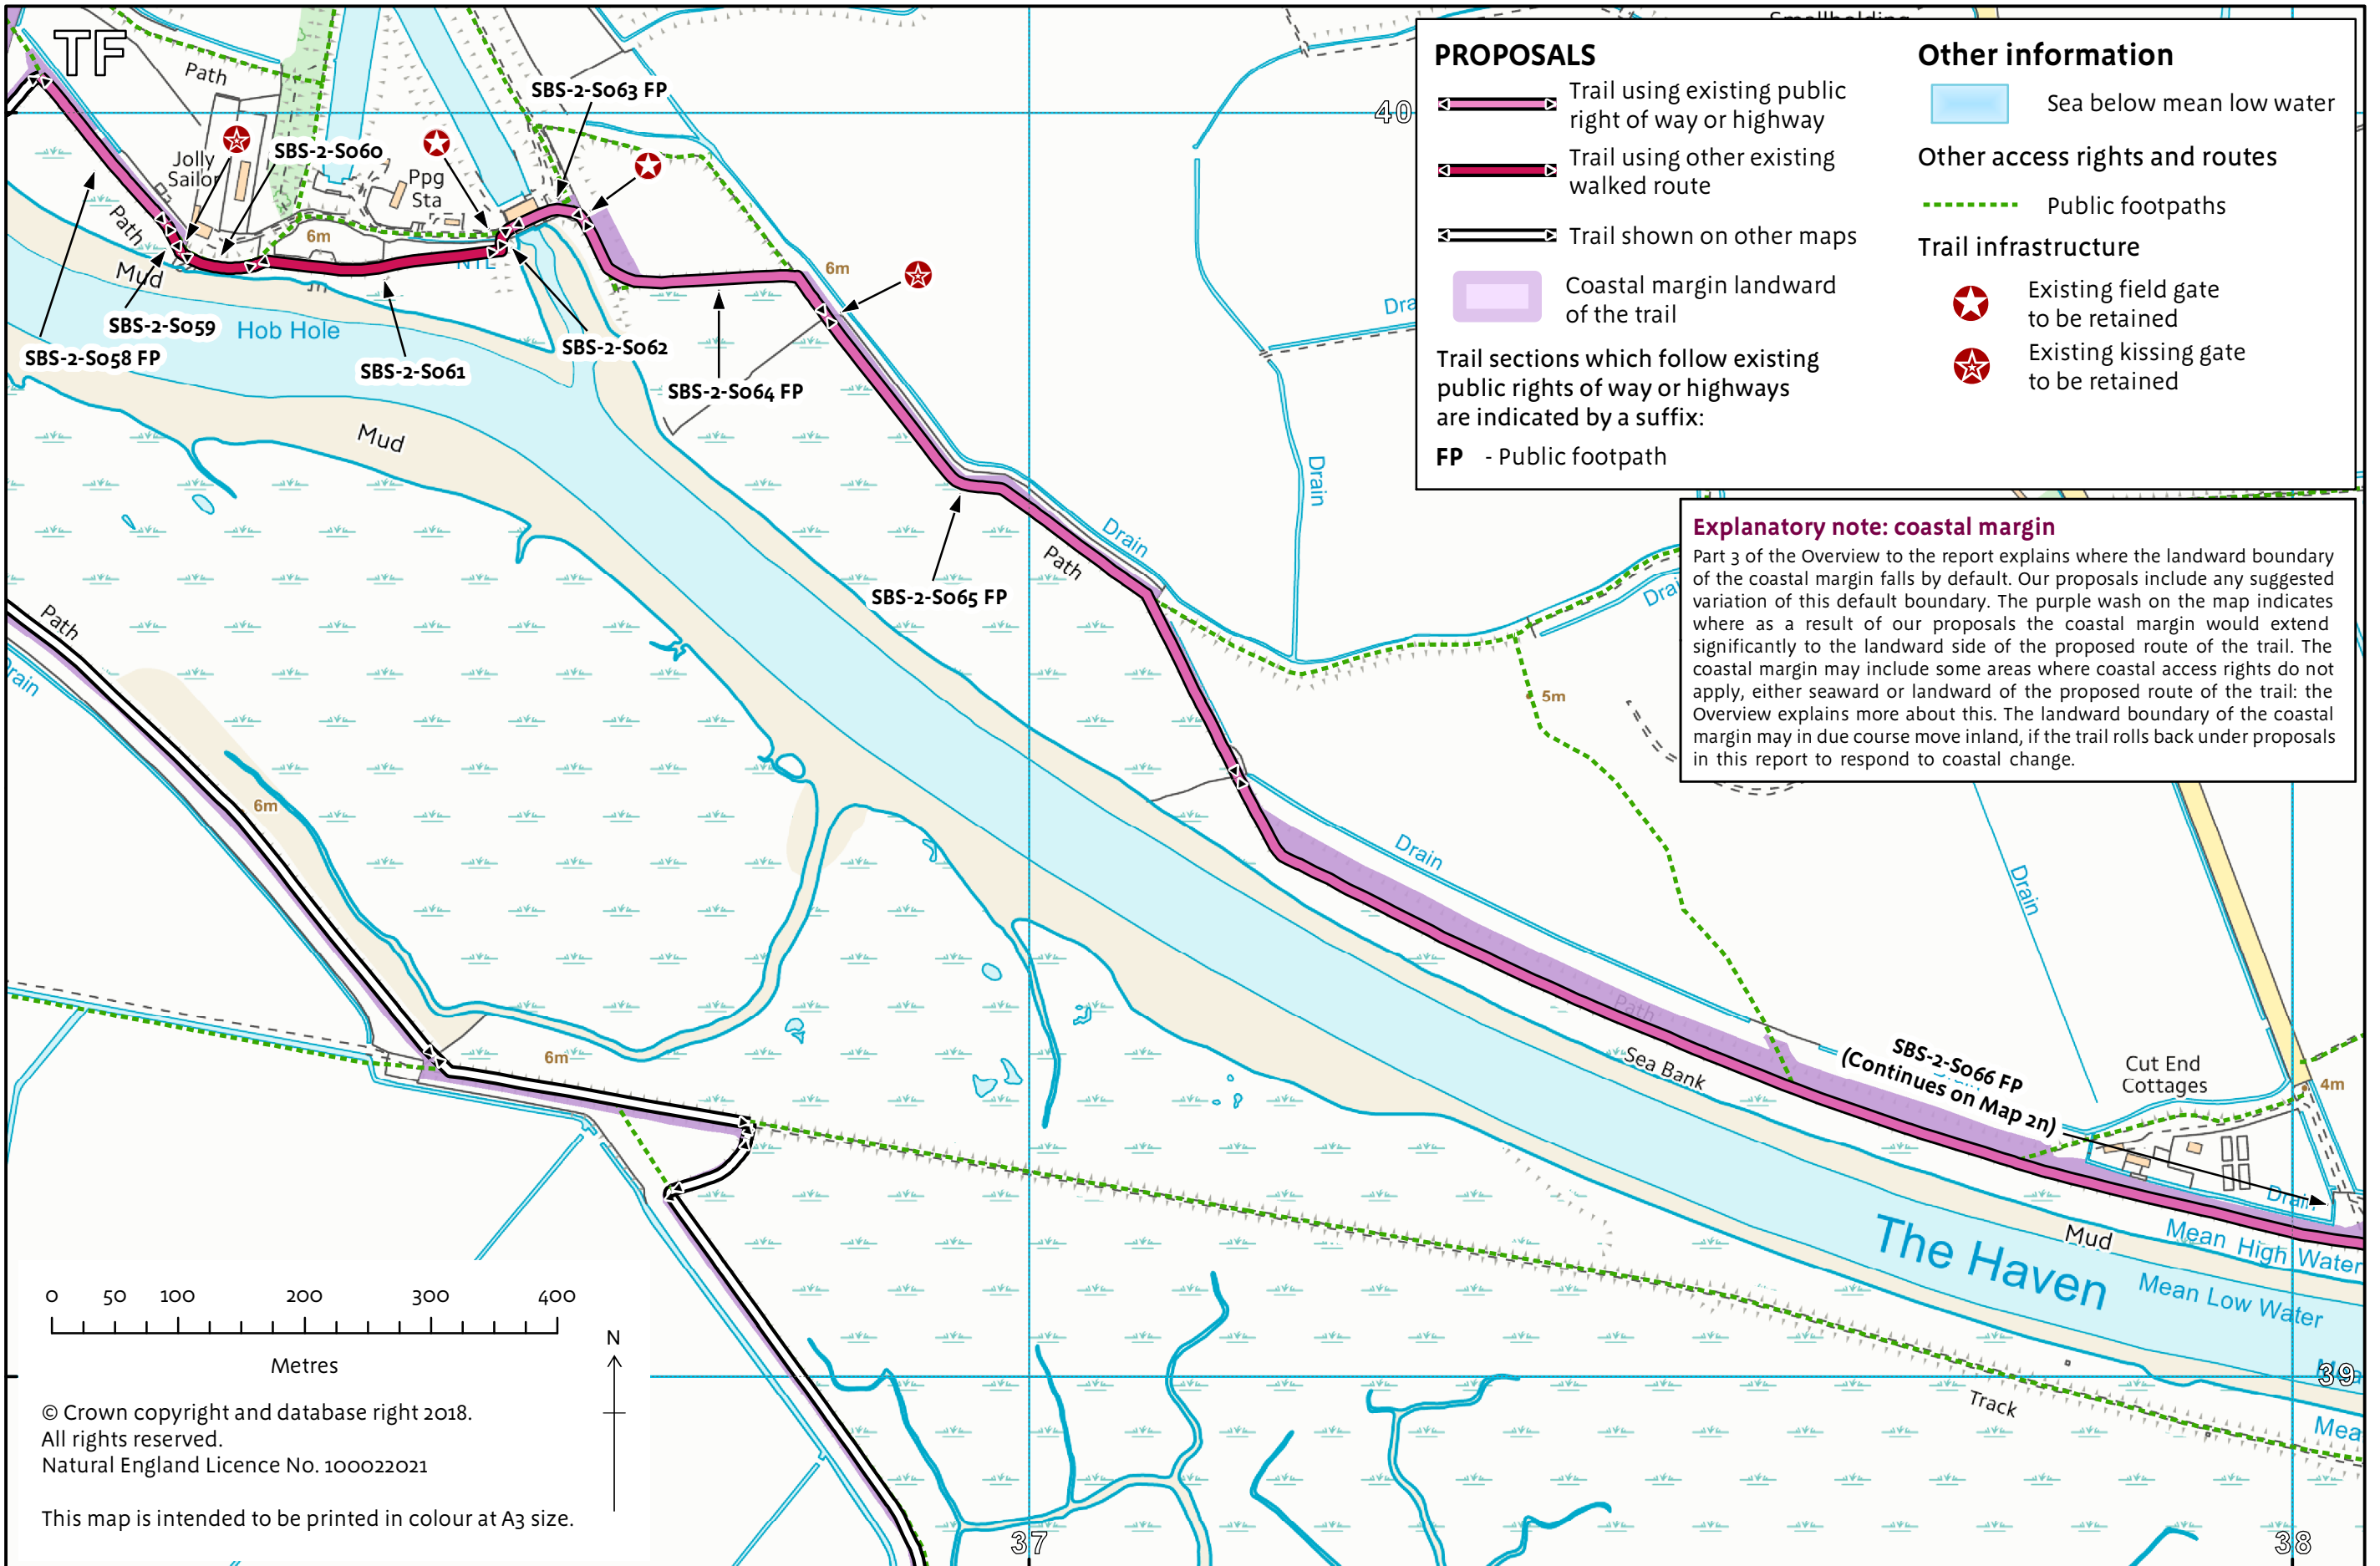 TF
Path
SBS-2-S063 FP
Jolly
Sailor
SBS-2-S060
Ppg
Sta
6m
Path
Mud
NTL
SBS-2-S059
Hob Hole
SBS-2-S058 FP
SBS-2-S061
SBS-2-S062
SBS-2-S064 FP
6m
Mud
40
Drain
Drain
Path
SBS-2-S065 FP
PROPOSALS
Trail using existing public
right of way or highway
Trail using other existing
walked route
Trail shown on other maps
Coastal margin landward
of the trail
Trail sections which follow existing
public rights of way or highways
are indicated by a suffix:
FP - Public footpath
Other information
Sea below mean low water
Other access rights and routes
Public footpaths
Trail infrastructure
Existing field gate
to be retained
Existing kissing gate
to be retained
Explanatory note: coastal margin
Part 3 of the Overview to the report explains where the landward boundary
of the coastal margin falls by default. Our proposals include any suggested
variation of this default boundary. The purple wash on the map indicates
where as a result of our proposals the coastal margin would extend
significantly to the landward side of the proposed route of the trail. The
coastal margin may include some areas where coastal access rights do not
apply, either seaward or landward of the proposed route of the trail: the
Overview explains more about this. The landward boundary of the coastal
margin may in due course move inland, if the trail rolls back under proposals
in this report to respond to coastal change.
Path
6m
5m
Drain
Drain
Path
Sea Bank
6m
SBS-2-S066 FP
(Continues on Map 2n)
Cut End
Cottages
4m
Drain
Mud
The Haven
Mean High Water
Mean Low Water
39
Track
Mea
0 50 100 200 300 400
Metres
N
© Crown copyright and database right 2018.
All rights reserved.
Natural England Licence No. 100022021
This map is intended to be printed in colour at A3 size.
37
38